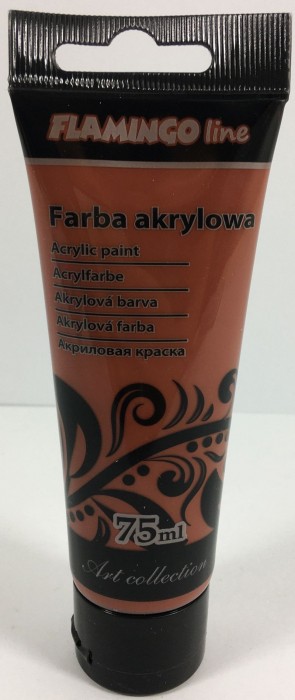 FLAMINGO line
Farba akrylowa
Acrylic paint
Acrylfarbe
Akrylová barva
Akrylová farba
Акриловая краска
75ml
Art collection